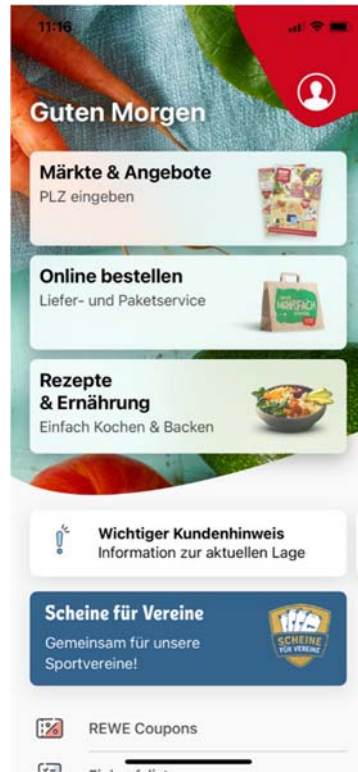 11:16
Guten Morgen
Märkte & Angebote
PLZ eingeben
Online bestellen
Liefer- und Paketservice
Rezepte
& Ernährung
Einfach Kochen & Backen
Wichtiger Kundenhinweis
Information zur aktuellen Lage
Scheine für Vereine
Gemeinsam für unsere
Sportvereine!
SCHEINE
FÜR VEREINE
REWE Coupons